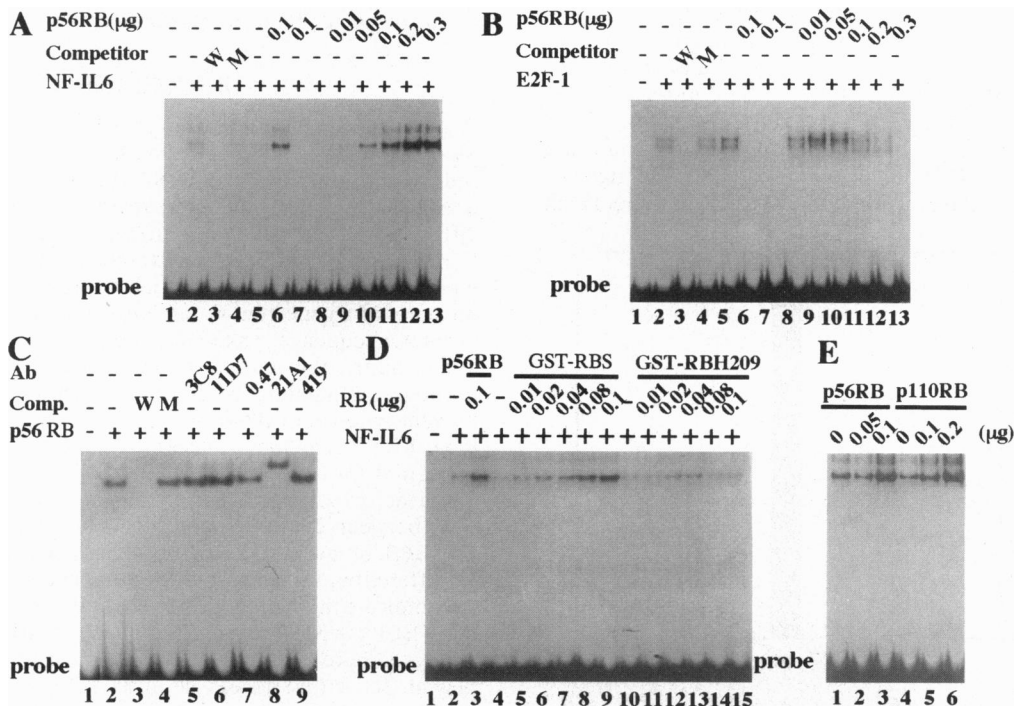 A
p56RB(µg) - - - - - 0.1 0.1 - 0.01 0.05 0.1 0.2 0.3
Competitor - - W M -
NF-IL6 - + + + + + + + + + + + +
probe
1 2 3 4 5 6 7 8 9 10 11 12 13
B
p56RB(µg) - - - - - 0.1 0.1 - 0.01 0.05 0.1 0.2 0.3
Competitor - - W M -
E2F-1 - + + + + + + + + + + + +
probe
1 2 3 4 5 6 7 8 9 10 11 12 13
C
Ab - - - - 3C8 11D7 0.47 21A1 419
Comp. - - W M - - - - -
p56 RB - + + + + + + + +
probe
1 2 3 4 5 6 7 8 9
D
p56RB GST-RBS GST-RBH209
RB (µg) - - 0.1 - 0.01 0.02 0.04 0.08 0.1 - 0.01 0.02 0.04 0.08 0.1
NF-IL6 - + + + + + + + + + + + + + +
probe
1 2 3 4 5 6 7 8 9 10 11 12 13 14 15
E
p56RB p110RB
0 0.05 0.1 0 0.1 0.2 (µg)
probe
1 2 3 4 5 6